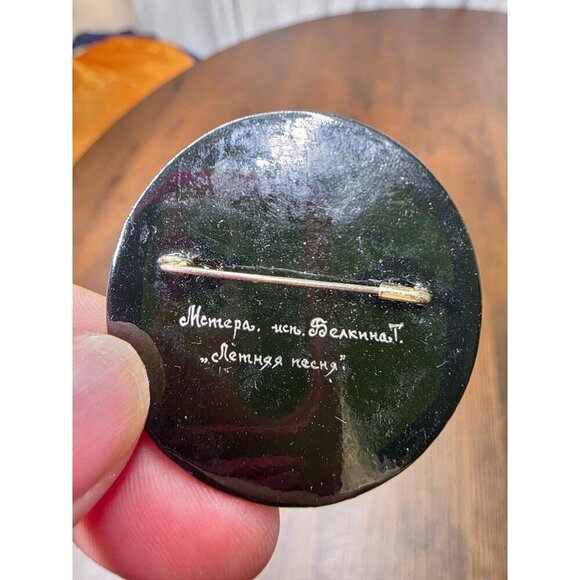 Мстера. исп. Белкина Т.
„Летняя песня".